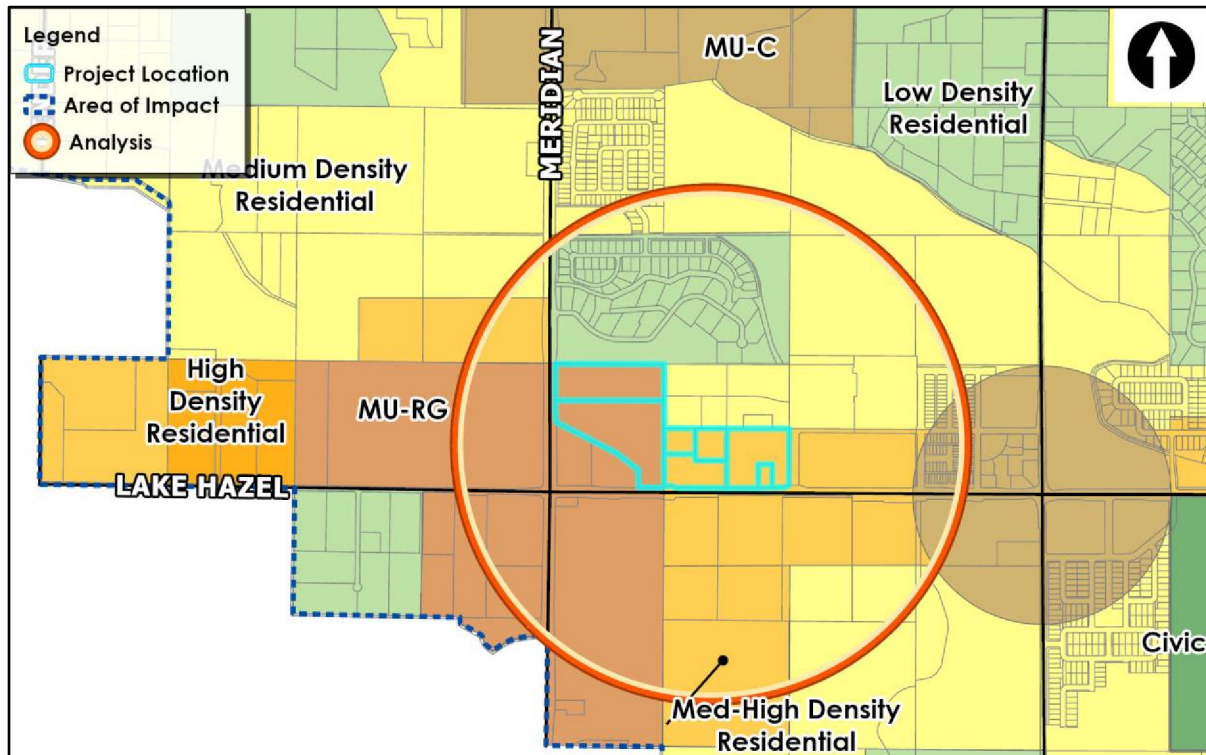 Legend
Project Location
Area of Impact
Analysis
MERIDIAN
MU-C
Low Density
Residential
Medium Density
Residential
High
Density
Residential
MU-RG
LAKE HAZEL
Civic
Med-High Density
Residential